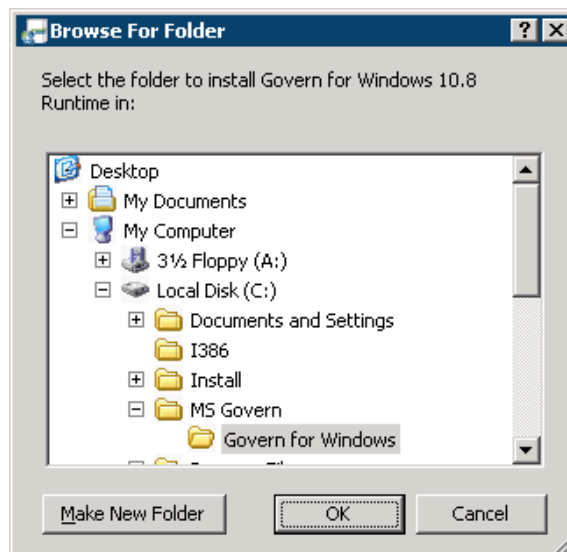 Browse For Folder
Select the folder to install Govern for Windows 10.8
Runtime in:
Desktop
My Documents
My Computer
3½ Floppy (A:)
Local Disk (C:)
Documents and Settings
I386
Install
MS Govern
Govern for Windows
Make New Folder
OK
Cancel